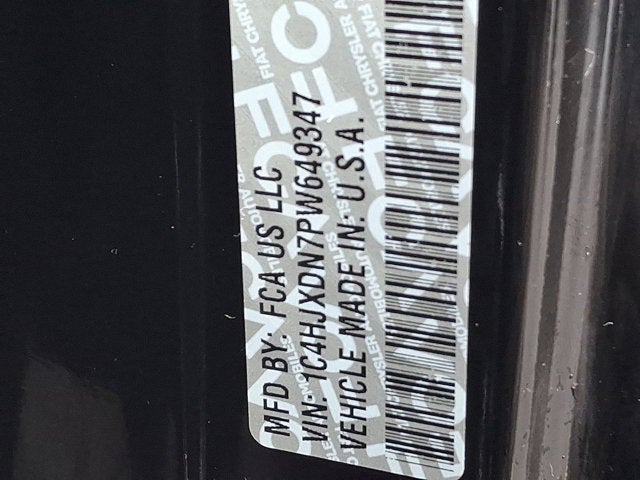 MFD BY: FCA US LLC
VIN: 1C4HJXDN7PW649347
VEHICLE MADE IN: U.S.A.